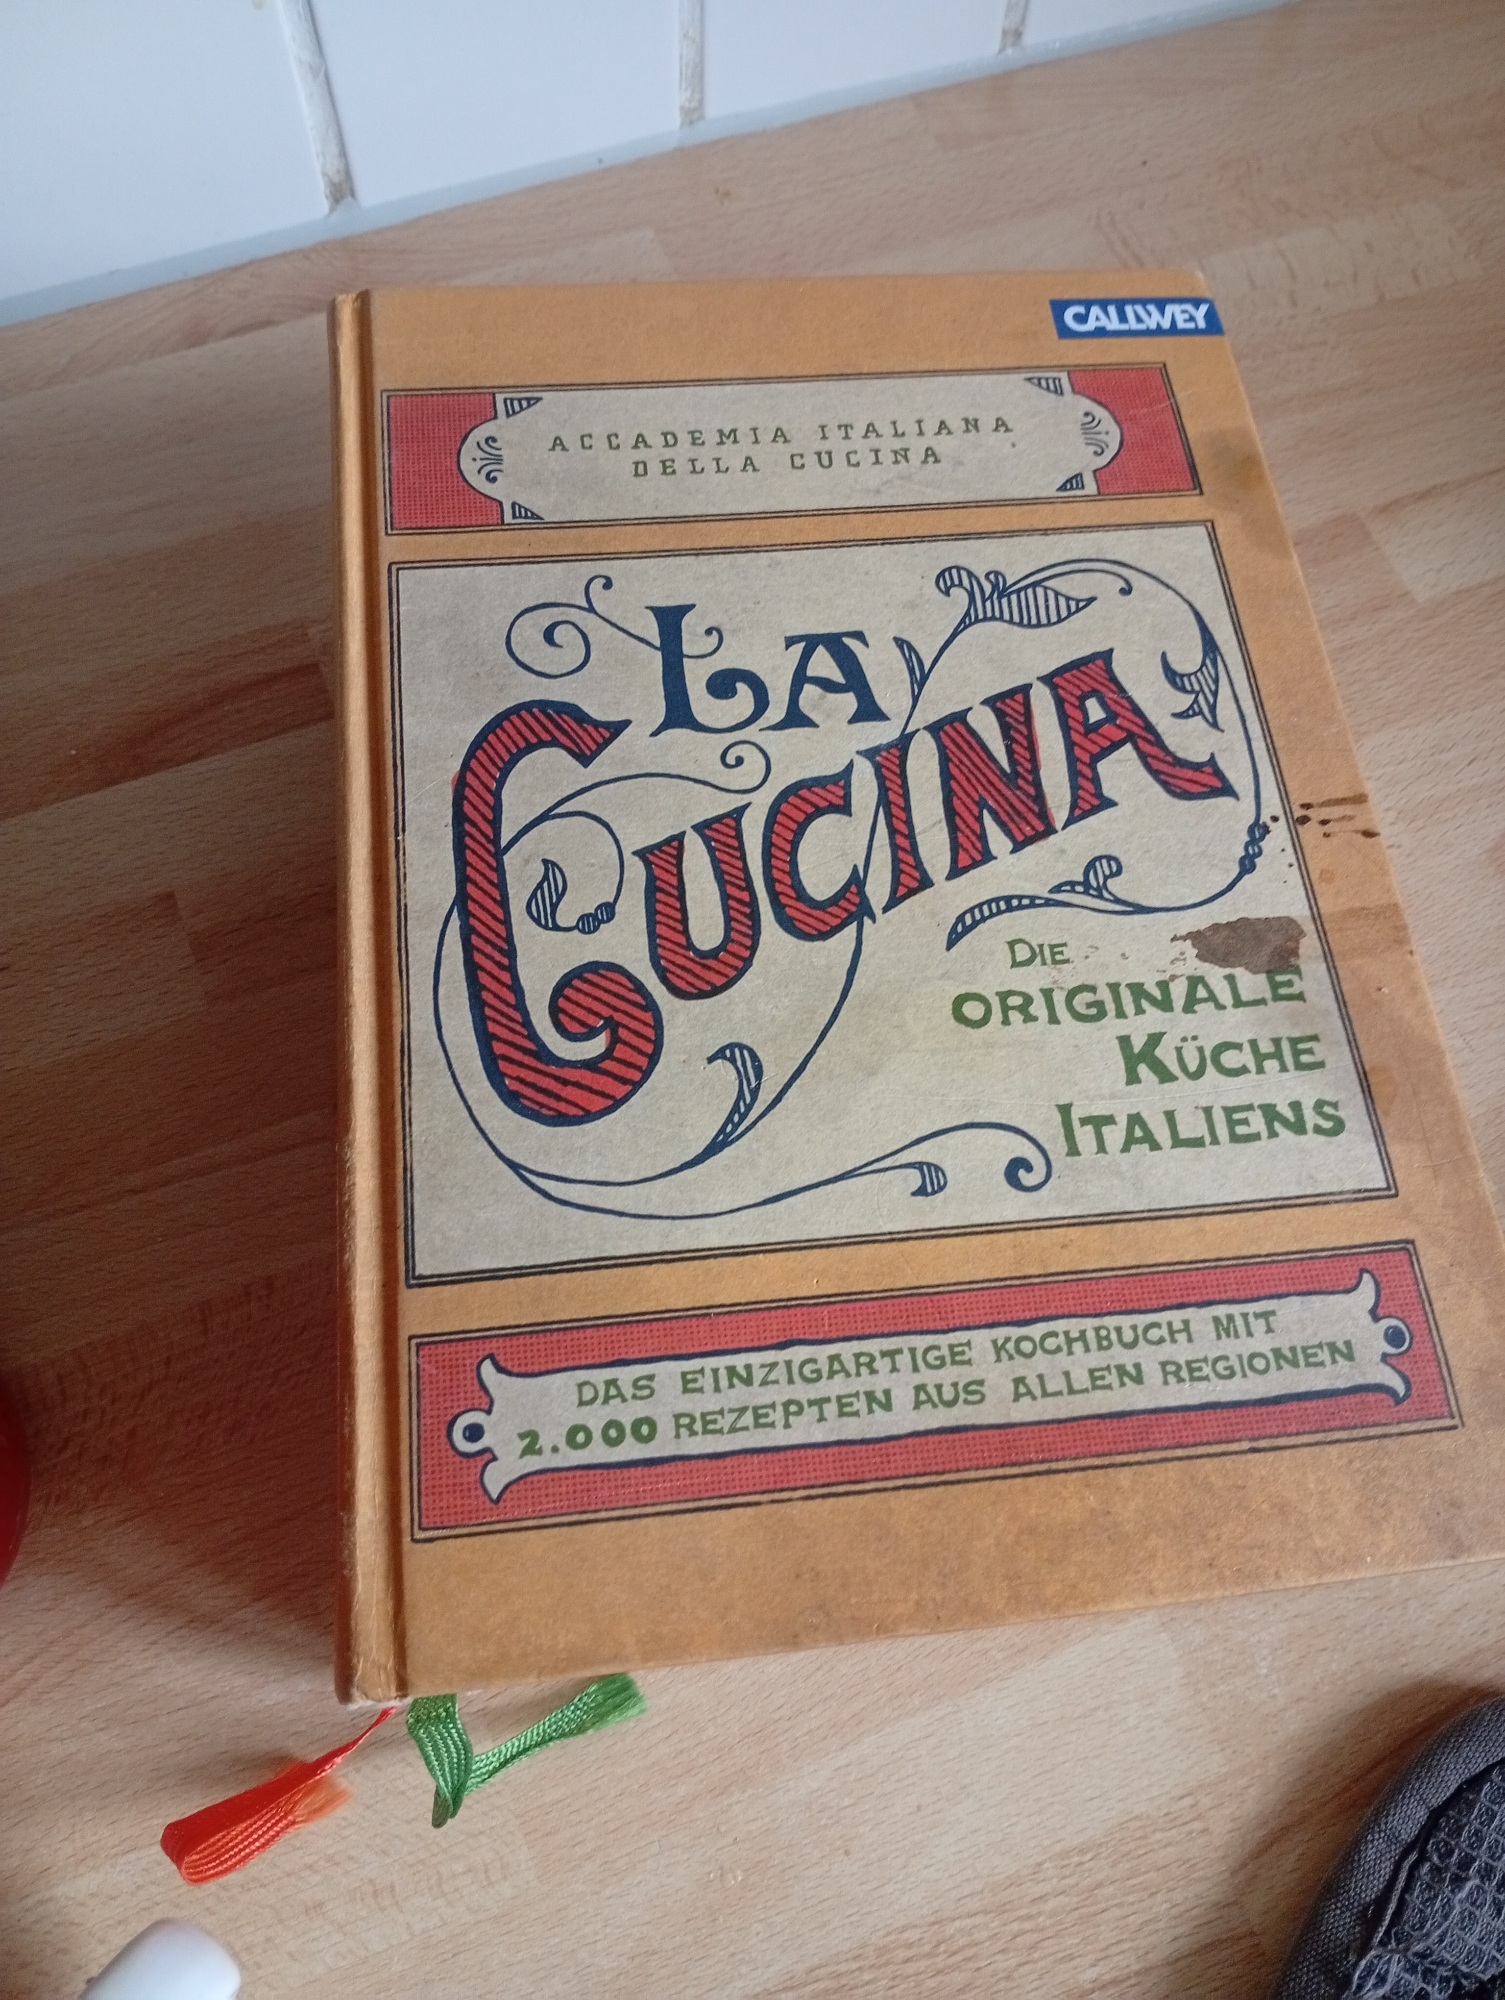 CALLWEY
ACCADEMIA ITALIANA
DELLA CUCINA
LA
CUCINA
DIE
ORIGINALE
KÜCHE
ITALIENS
DAS EINZIGARTIGE KOCHBUCH MIT
2.000 REZEPTEN AUS ALLEN REGIONEN